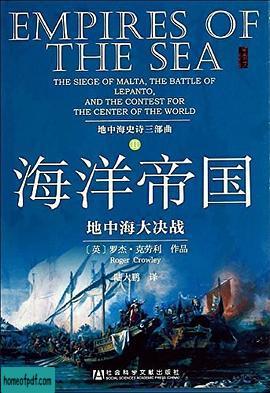 EMPIRES OF
THE SEA
THE SIEGE OF MALTA, THE BATTLE OF
LEPANTO,
AND THE CONTEST FOR
THE CENTER OF THE WORLD
地中海史诗三部曲
II
海洋帝国
地中海大决战
〔英〕罗杰·克劳利 作品
Roger Crowley
陆大鹏 译
社会科学文献出版社
SOCIAL SCIENCES ACADEMIC PRESS (CHINA)
homeofpdf.com